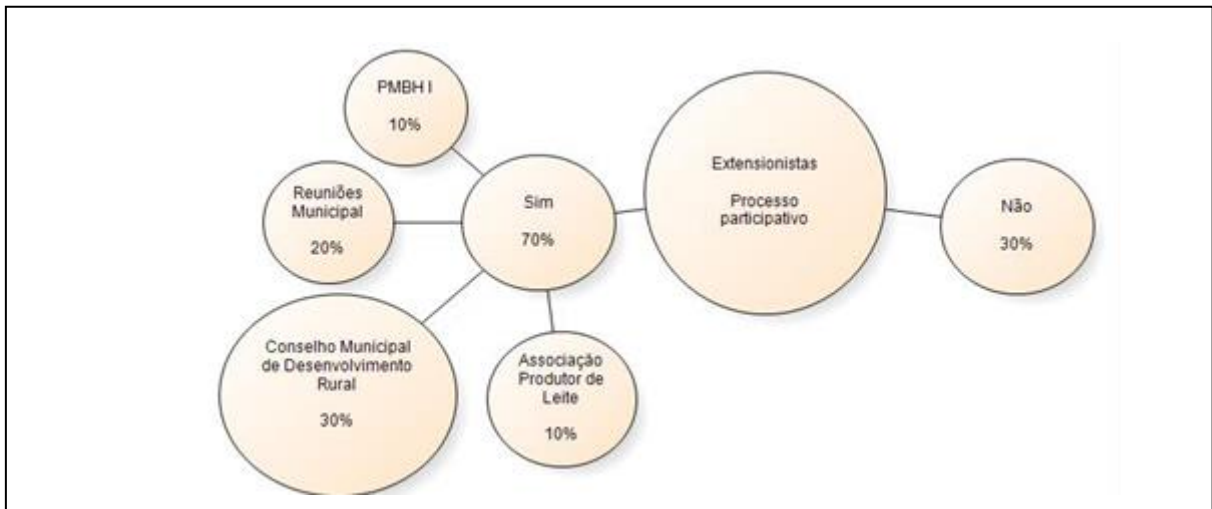 PMBH I
10%
Reuniões
Municipal
20%
Sim
70%
Extensionistas
Processo
participativo
Não
30%
Conselho Municipal
de Desenvolvimento
Rural
30%
Associação
Produtor de
Leite
10%